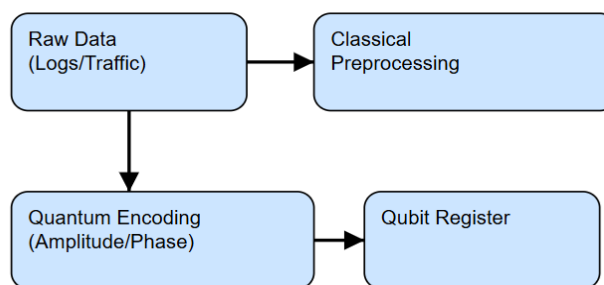 Raw Data
(Logs/Traffic)
Classical
Preprocessing
Quantum Encoding
(Amplitude/Phase)
Qubit Register